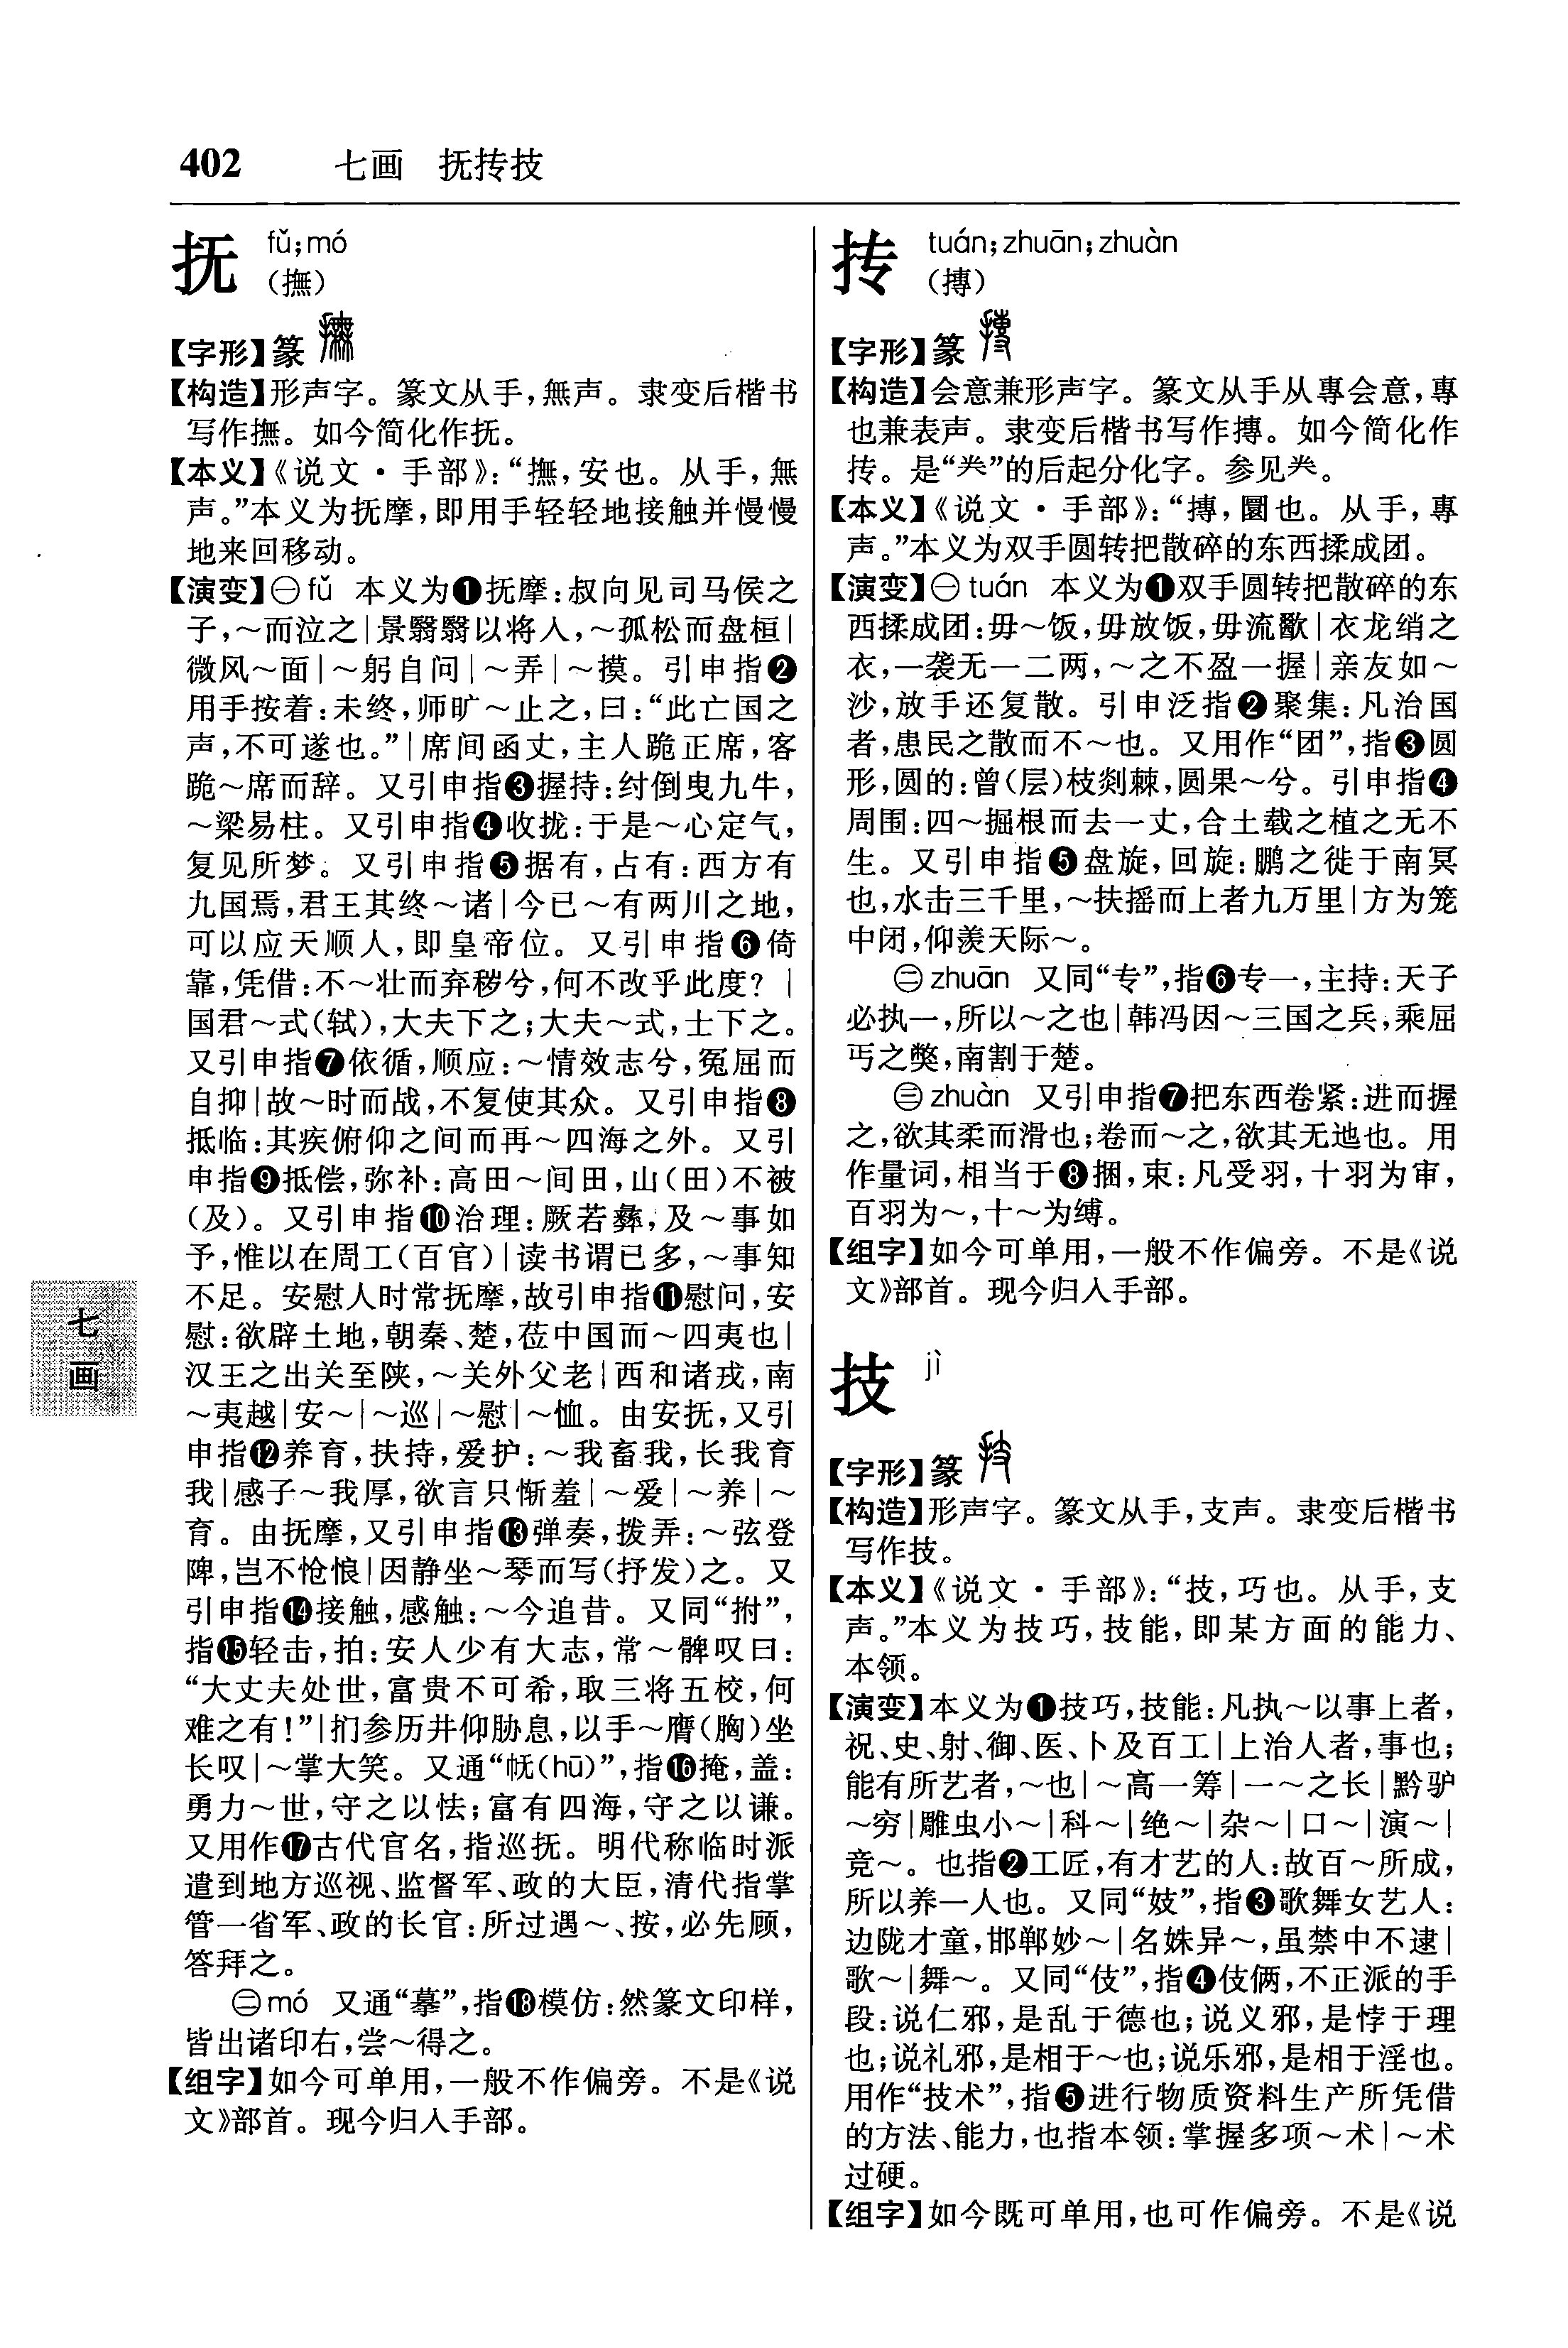 402 七画 抚抟技
抚 fǔ;mó
(撫)
【字形】篆
【构造】形声字。篆文从手,無声。隶变后楷书
写作撫。如今简化作抚。
【本义】《说文·手部》:“撫,安也。从手,無
声。”本义为抚摩,即用手轻轻地接触并慢慢
地来回移动。
【演变】㊀fǔ 本义为❶抚摩:叔向见司马侯之
子,～而泣之|景翳翳以将入,～孤松而盘桓|
微风～面|～躬自问|～弄|～摸。引申指❷
用手按着:未终,师旷～止之,曰:“此亡国之
声,不可遂也。”|席间函丈,主人跪正席,客
跪～席而辞。又引申指❸握持:纣倒曳九牛,
～梁易柱。又引申指❹收拢:于是～心定气,
复见所梦。又引申指❺据有,占有:西方有
九国焉,君王其终～诸|今已～有两川之地,
可以应天顺人,即皇帝位。又引申指❻倚
靠,凭借:不～壮而弃秽兮,何不改乎此度?|
国君～式(轼),大夫下之;大夫～式,士下之。
又引申指❼依循,顺应:～情效志兮,冤屈而
自抑|故～时而战,不复使其众。又引申指❽
抵临:其疾俯仰之间而再～四海之外。又引
申指❾抵偿,弥补:高田～间田,山(田)不被
(及)。又引申指❿治理:厥若彝,及～事如
予,惟以在周工(百官)|读书谓已多,～事知
不足。安慰人时常抚摩,故引申指⓫慰问,安
慰:欲辟土地,朝秦、楚,莅中国而～四夷也|
汉王之出关至陕,～关外父老|西和诸戎,南
～夷越|安～|～巡|～慰|～恤。由安抚,又引
申指⓬养育,扶持,爱护:～我畜我,长我育
我|感子～我厚,欲言只惭羞|～爱|～养|～
育。由抚摩,又引申指⓭弹奏,拨弄:～弦登
陴,岂不怆悢|因静坐～琴而写(抒发)之。又
引申指⓮接触,感触:～今追昔。又同“拊”,
指⓯轻击,拍:安人少有大志,常～髀叹曰:
“大丈夫处世,富贵不可希,取三将五校,何
难之有!”|扪参历井仰胁息,以手～膺(胸)坐
长叹|～掌大笑。又通“㡆(hū)”,指⓰掩,盖:
勇力～世,守之以怯;富有四海,守之以谦。
又用作⓱古代官名,指巡抚。明代称临时派
遣到地方巡视、监督军、政的大臣,清代指掌
管一省军、政的长官:所过遇～、按,必先顾,
答拜之。
㊁mó 又通“摹”,指⓲模仿:然篆文印样,
皆出诸印右,尝～得之。
【组字】如今可单用,一般不作偏旁。不是《说
文》部首。现今归入手部。
抟 tuán;zhuān;zhuàn
(摶)
【字形】篆
【构造】会意兼形声字。篆文从手从專会意,專
也兼表声。隶变后楷书写作摶。如今简化作
抟。是“龹”的后起分化字。参见龹。
【本义】《说文·手部》:“摶,圜也。从手,專
声。”本义为双手圆转把散碎的东西揉成团。
【演变】㊀tuán 本义为❶双手圆转把散碎的东
西揉成团:毋～饭,毋放饭,毋流歠|衣龙绡之
衣,一袭无一二两,～之不盈一握|亲友如～
沙,放手还复散。引申泛指❷聚集:凡治国
者,患民之散而不～也。又用作“团”,指❸圆
形,圆的:曾(层)枝剡棘,圆果～兮。引申指❹
周围:四～掘根而去一丈,合土载之植之无不
生。又引申指❺盘旋,回旋:鹏之徙于南冥
也,水击三千里,～扶摇而上者九万里|方为笼
中闭,仰羡天际～。
㊁zhuān 又同“专”,指❻专一,主持:天子
必执一,所以～之也|韩冯因～三国之兵,乘屈
丐之獘,南割于楚。
㊂zhuàn 又引申指❼把东西卷紧:进而握
之,欲其柔而滑也;卷而～之,欲其无迆也。用
作量词,相当于❽捆,束:凡受羽,十羽为审,
百羽为～,十～为缚。
【组字】如今可单用,一般不作偏旁。不是《说
文》部首。现今归入手部。
技 jì
【字形】篆
【构造】形声字。篆文从手,支声。隶变后楷书
写作技。
【本义】《说文·手部》:“技,巧也。从手,支
声。”本义为技巧,技能,即某方面的能力、
本领。
【演变】本义为❶技巧,技能:凡执～以事上者,
祝、史、射、御、医、卜及百工|上治人者,事也;
能有所艺者,～也|～高一筹|一～之长|黔驴
～穷|雕虫小～|科～|绝～|杂～|口～|演～|
竞～。也指❷工匠,有才艺的人:故百～所成,
所以养一人也。又同“妓”,指❸歌舞女艺人:
边陇才童,邯郸妙～|名姝异～,虽禁中不逮|
歌～|舞～。又同“伎”,指❹伎俩,不正派的手
段:说仁邪,是乱于德也;说义邪,是悖于理
也;说礼邪,是相于～也;说乐邪,是相于淫也。
用作“技术”,指❺进行物质资料生产所凭借
的方法、能力,也指本领:掌握多项～术|～术
过硬。
【组字】如今既可单用,也可作偏旁。不是《说
七画